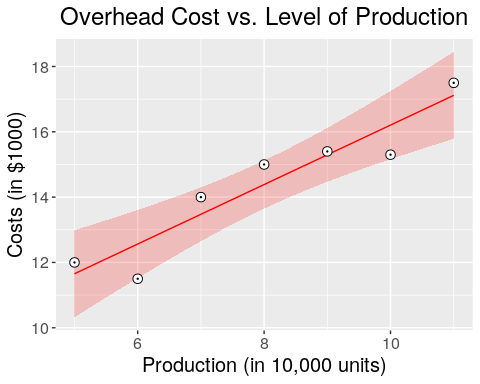 Overhead Cost vs. Level of Production
18
16
14
12
10
Costs (in $1000)
6 8 10
Production (in 10,000 units)